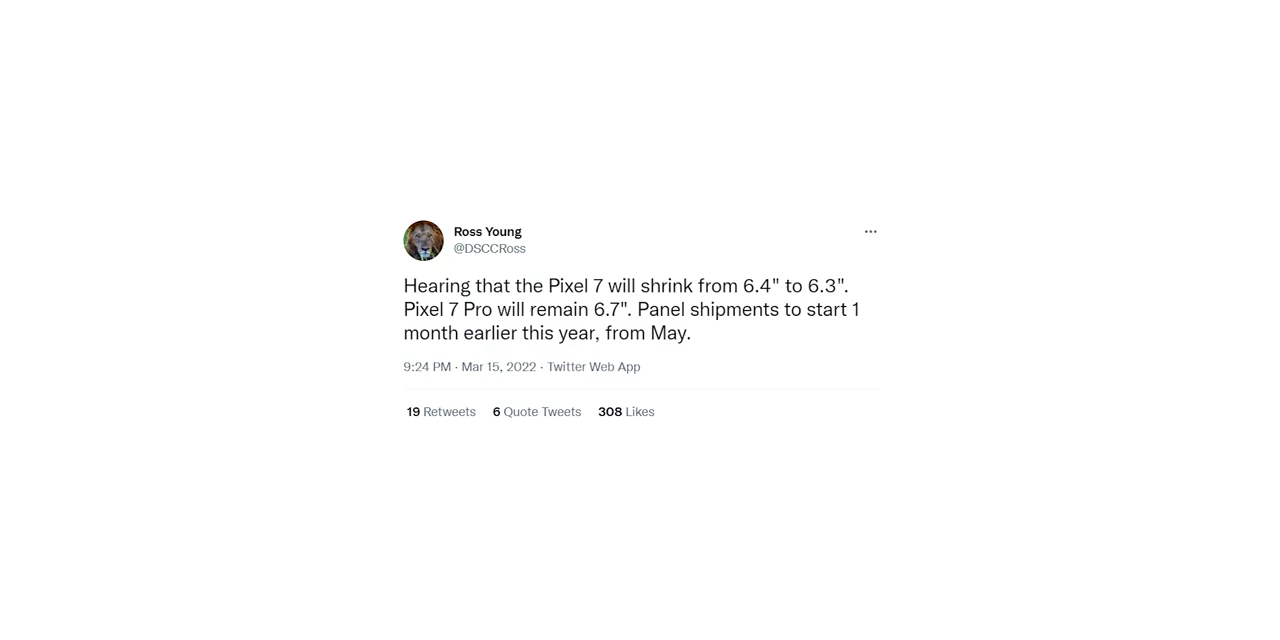 Ross Young
@DSCCRoss
Hearing that the Pixel 7 will shrink from 6.4" to 6.3".
Pixel 7 Pro will remain 6.7". Panel shipments to start 1
month earlier this year, from May.
9:24 PM · Mar 15, 2022 · Twitter Web App
19 Retweets 6 Quote Tweets 308 Likes